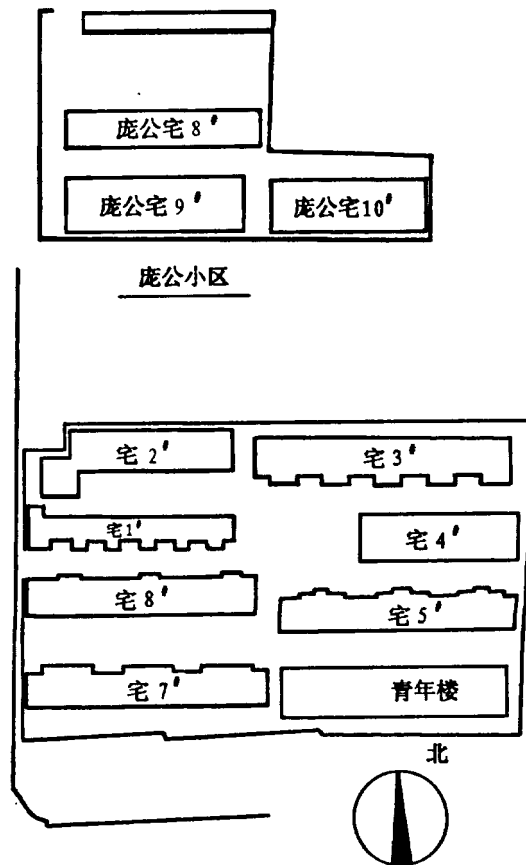 庞公宅 8#
庞公宅 9#
庞公宅10#
庞公小区
宅 2#
宅 3#
宅1#
宅 4#
宅 8#
宅 5#
宅 7#
青年楼
北